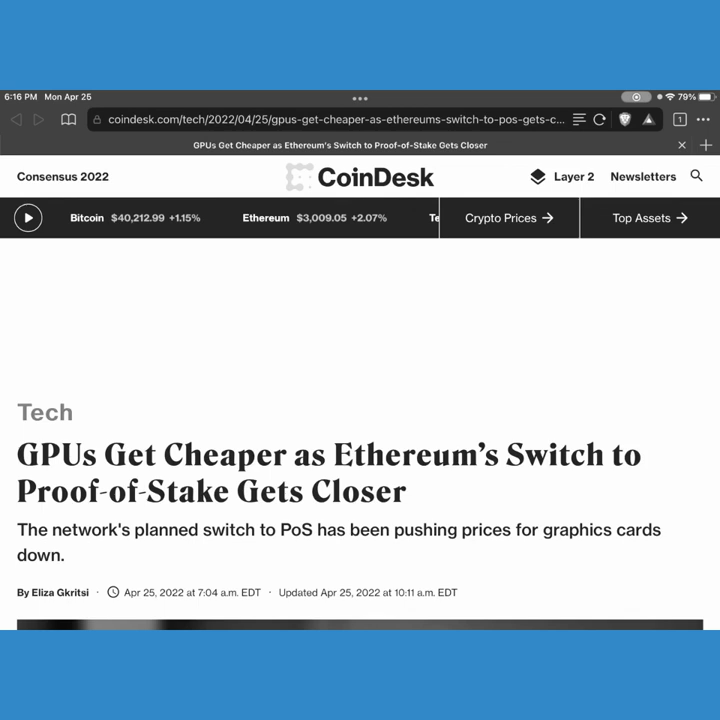 6:16 PM Mon Apr 25
79%
coindesk.com/tech/2022/04/25/gpus-get-cheaper-as-ethereums-switch-to-pos-gets-c...
1
GPUs Get Cheaper as Ethereum's Switch to Proof-of-Stake Gets Closer
Consensus 2022
CoinDesk
Layer 2
Newsletters
Bitcoin $40,212.99 +1.15%
Ethereum $3,009.05 +2.07%
Te
Crypto Prices →
Top Assets →
Tech
GPUs Get Cheaper as Ethereum’s Switch to
Proof-of-Stake Gets Closer
The network's planned switch to PoS has been pushing prices for graphics cards
down.
By Eliza Gkritsi · Apr 25, 2022 at 7:04 a.m. EDT · Updated Apr 25, 2022 at 10:11 a.m. EDT